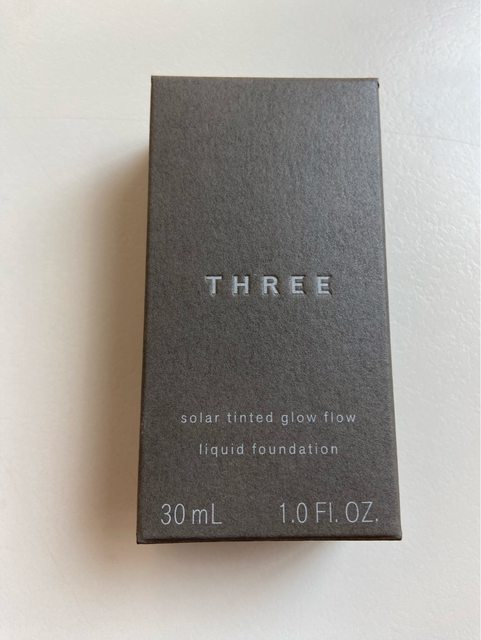 THREE
solar tinted glow flow
liquid foundation
30 mL 1.0 Fl. OZ.